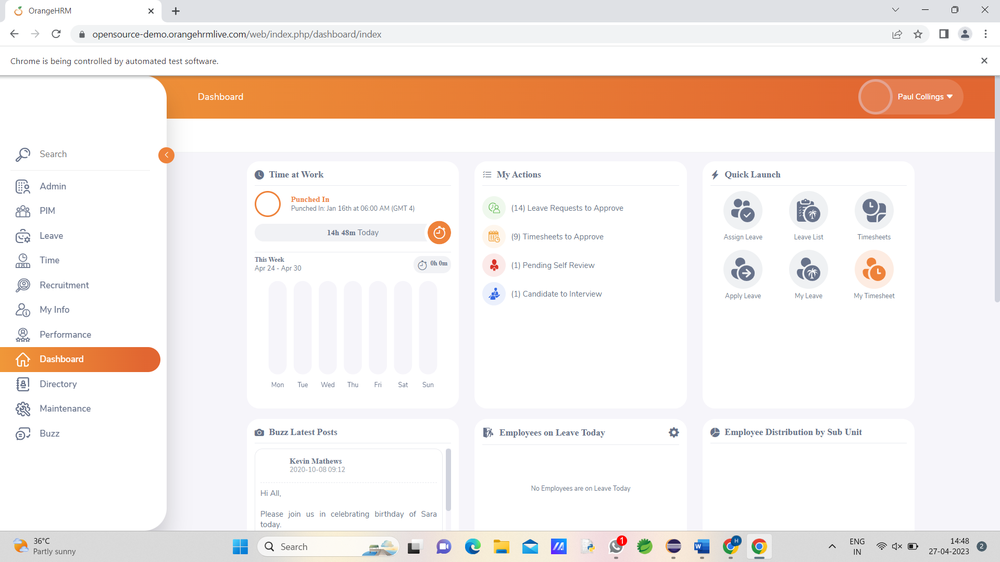 OrangeHRM
opensource-demo.orangehrmlive.com/web/index.php/dashboard/index
Chrome is being controlled by automated test software.
Dashboard
Paul Collings
Search
Admin
PIM
Leave
Time
Recruitment
My Info
Performance
Dashboard
Directory
Maintenance
Buzz
Time at Work
Punched In
Punched In: Jan 16th at 06:00 AM (GMT 4)
14h 48m Today
This Week
Apr 24 - Apr 30
0h 0m
Mon Tue Wed Thu Fri Sat Sun
My Actions
(14) Leave Requests to Approve
(9) Timesheets to Approve
(1) Pending Self Review
(1) Candidate to Interview
Quick Launch
Assign Leave
Leave List
Timesheets
Apply Leave
My Leave
My Timesheet
Buzz Latest Posts
Kevin Mathews
2020-10-08 09:12
Hi All,
Please join us in celebrating birthday of Sara
today.
Employees on Leave Today
No Employees are on Leave Today
Employee Distribution by Sub Unit
36°C
Partly sunny
Search
1
H
W
ENG
IN
14:48
27-04-2023
2